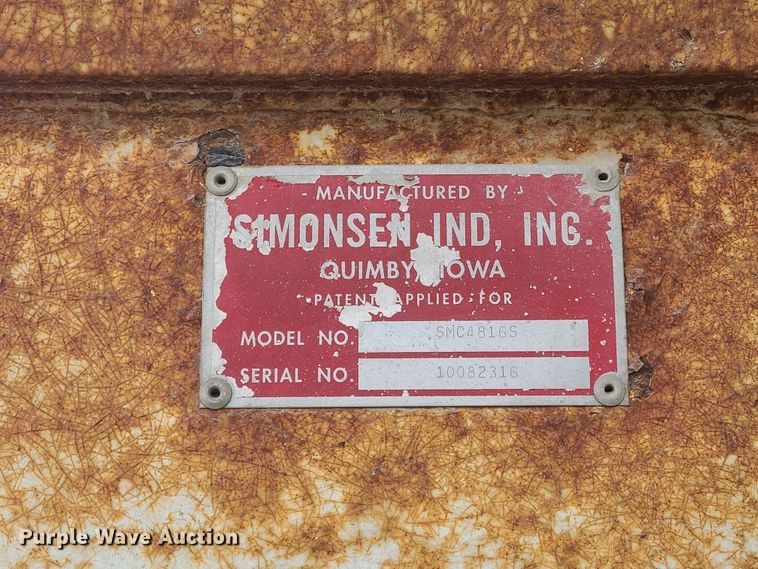 MANUFACTURED BY
SIMONSEN IND, INC.
QUIMBY, IOWA
PATENT APPLIED FOR
MODEL NO. SMC4816S
SERIAL NO. 10082316
Purple Wave Auction